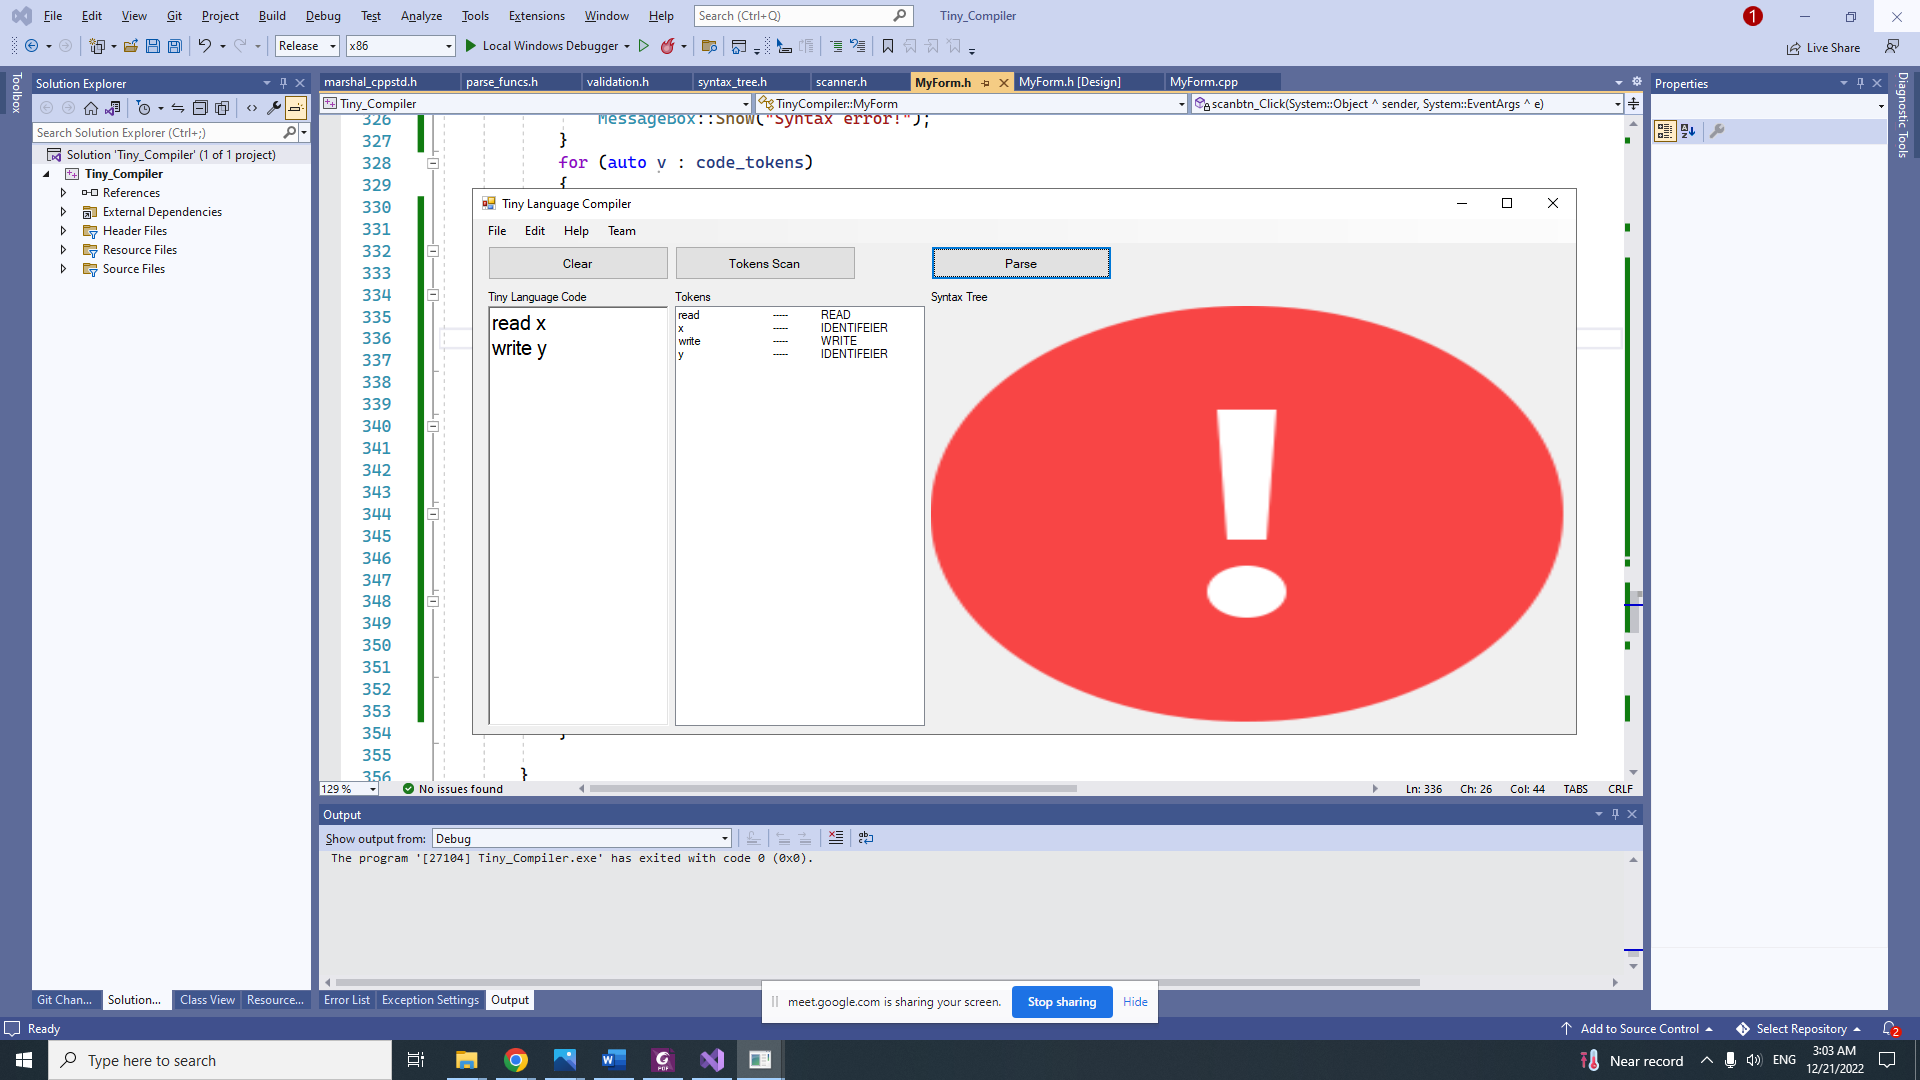 File Edit View Git Project Build Debug Test Analyze Tools Extensions Window Help Search (Ctrl+Q) Tiny_Compiler 1
Release x86 Local Windows Debugger Live Share
Toolbox
Solution Explorer
Search Solution Explorer (Ctrl+;)
Solution 'Tiny_Compiler' (1 of 1 project)
Tiny_Compiler
References
External Dependencies
Header Files
Resource Files
Source Files
marshal_cppstd.h parse_funcs.h validation.h syntax_tree.h scanner.h MyForm.h MyForm.h [Design] MyForm.cpp
Tiny_Compiler TinyCompiler::MyForm scanbtn_Click(System::Object ^ sender, System::EventArgs ^ e)
326 MessageBox::Show("Syntax error!");
327 }
328 for (auto v : code_tokens)
329 {
330
331
332
333
334
335
336
337
338
339
340
341
342
343
344
345
346
347
348
349
350
351
352
353
354 }
355
356 }
Tiny Language Compiler
File Edit Help Team
Clear Tokens Scan Parse
Tiny Language Code
read x
write y
Tokens
read ----- READ
x ----- IDENTIFEIER
write ----- WRITE
y ----- IDENTIFEIER
Syntax Tree
!
129 % No issues found Ln: 336 Ch: 26 Col: 44 TABS CRLF
Output
Show output from: Debug
The program '[27104] Tiny_Compiler.exe' has exited with code 0 (0x0).
Properties
Diagnostic Tools
Git Chan... Solution... Class View Resource... Error List Exception Settings Output
meet.google.com is sharing your screen. Stop sharing Hide
Ready Add to Source Control Select Repository 2
Type here to search Near record ENG 3:03 AM
12/21/2022